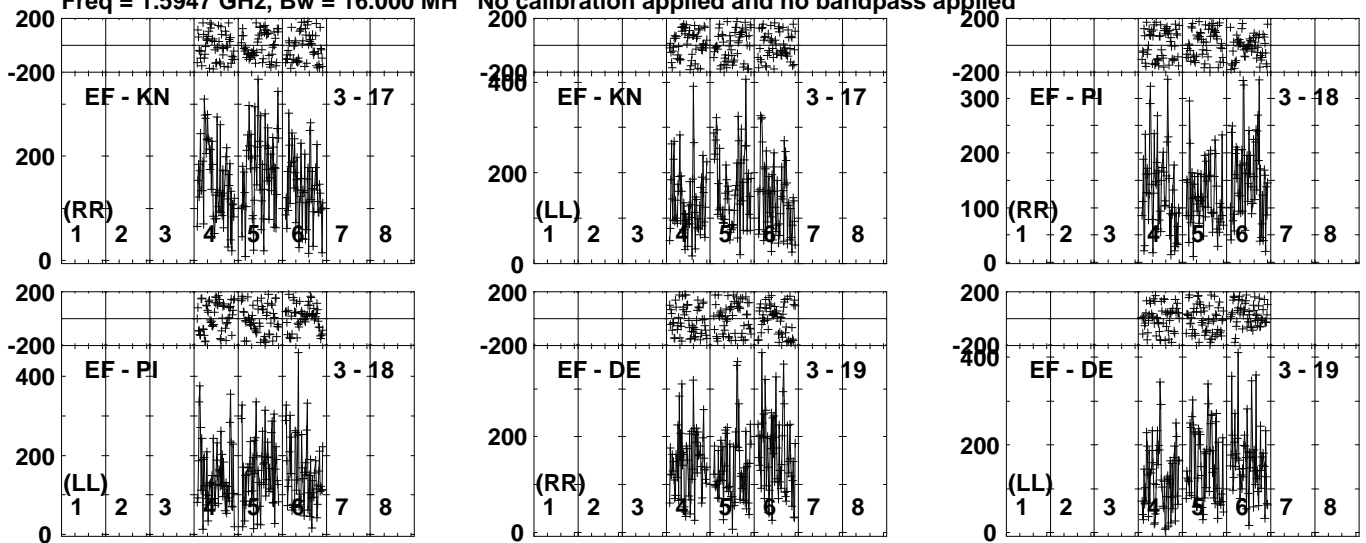 Freq = 1.5947 GHz, Bw = 16.000 MH No calibration applied and no bandpass applied
200
-200
EF - KN 3 - 17
200
(RR)
1 2 3 4 5 6 7 8
0
200
-200
400
EF - KN 3 - 17
200
(LL)
1 2 3 4 5 6 7 8
0
200
-200
EF - PI 3 - 18
300
200
100
(RR)
1 2 3 4 5 6 7 8
0
200
-200
EF - PI 3 - 18
400
200
(LL)
1 2 3 4 5 6 7 8
0
200
-200
EF - DE 3 - 19
200
(RR)
1 2 3 4 5 6 7 8
0
200
-200
400
EF - DE 3 - 19
200
(LL)
1 2 3 4 5 6 7 8
0